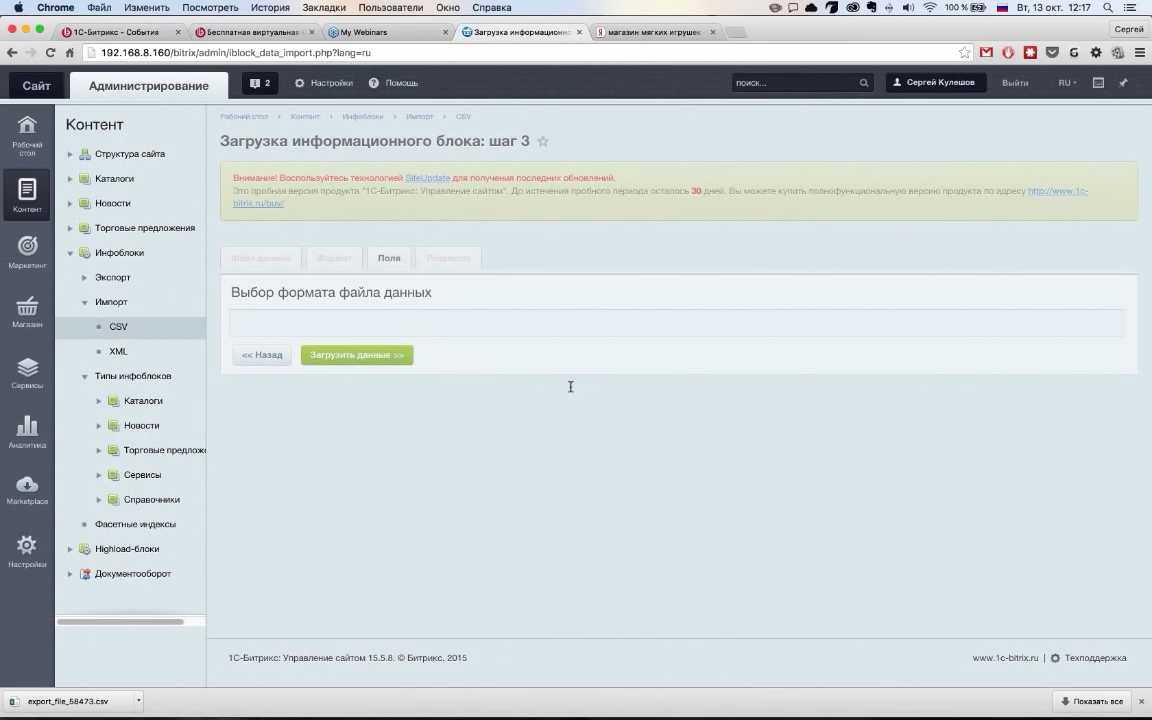 Chrome Файл Изменить Посмотреть История Закладки Пользователи Окно Справка 100 % Вт, 13 окт. 12:17
1С-Битрикс - События
Бесплатная виртуальная
My Webinars
Загрузка информационно
магазин мягких игрушек
Сергей
192.168.8.160/bitrix/admin/iblock_data_import.php?lang=ru
Сайт
Администрирование
2
Настройки
Помощь
поиск...
Сергей Кулешов
Выйти
RU
Рабочий стол
Контент
Маркетинг
Магазин
Сервисы
Аналитика
Marketplace
Настройки
Контент
Структура сайта
Каталоги
Новости
Торговые предложения
Инфоблоки
Экспорт
Импорт
CSV
XML
Типы инфоблоков
Каталоги
Новости
Торговые предложе
Сервисы
Справочники
Фасетные индексы
Highload-блоки
Документооборот
Рабочий стол Контент Инфоблоки Импорт CSV
Загрузка информационного блока: шаг 3
Внимание! Воспользуйтесь технологией SiteUpdate для получения последних обновлений.
Это пробная версия продукта "1С-Битрикс: Управление сайтом". До истечения пробного периода осталось 30 дней. Вы можете купить полнофункциональную версию продукта по адресу http://www.1c-
bitrix.ru/buy/
Файл данных
Формат
Поля
Результат
Выбор формата файла данных
<< Назад
Загрузить данные >>
1С-Битрикс: Управление сайтом 15.5.8. © Битрикс, 2015
www.1c-bitrix.ru | Техподдержка
export_file_58473.csv
Показать все